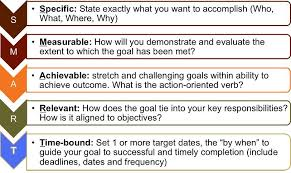 S
• Specific: State exactly what you want to accomplish (Who,
What, Where, Why)
M
• Measurable: How will you demonstrate and evaluate the
extent to which the goal has been met?
A
• Achievable: stretch and challenging goals within ability to
achieve outcome. What is the action-oriented verb?
R
• Relevant: How does the goal tie into your key responsibilities?
How is it aligned to objectives?
T
• Time-bound: Set 1 or more target dates, the "by when" to
guide your goal to successful and timely completion (include
deadlines, dates and frequency)